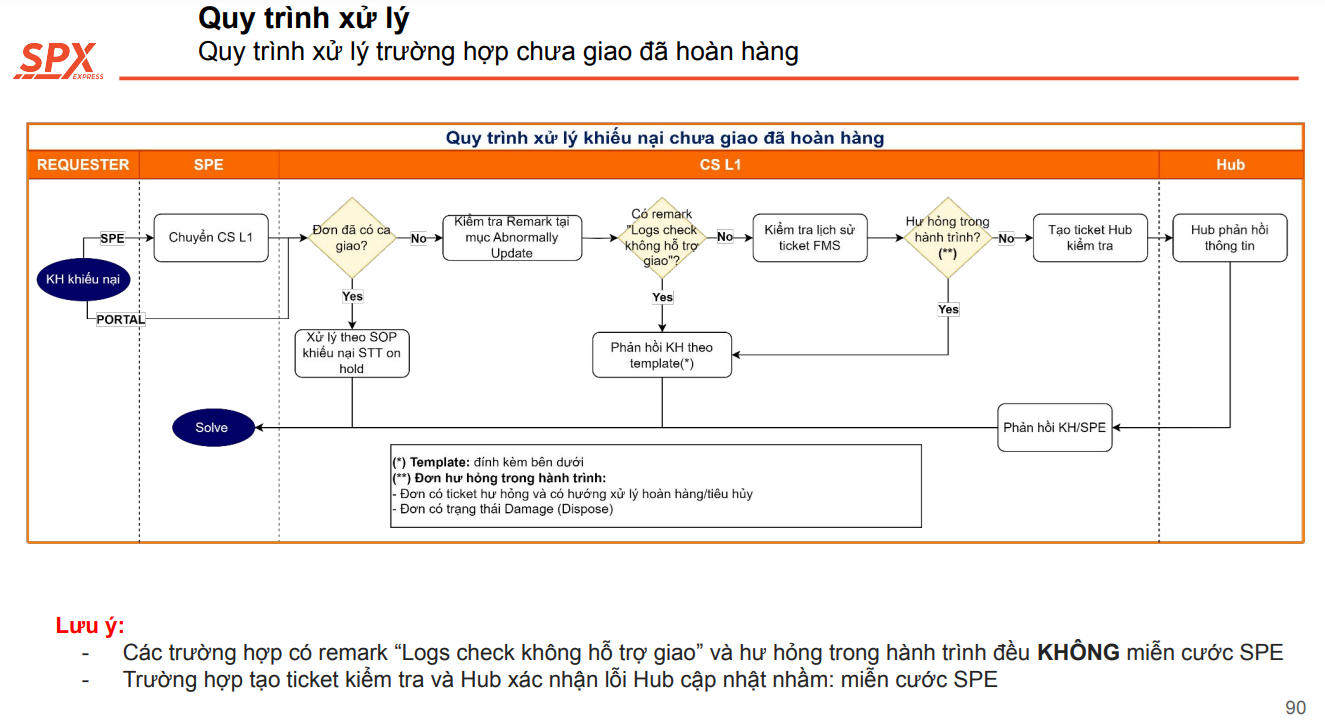 Quy trình xử lý
Quy trình xử lý trường hợp chưa giao đã hoàn hàng
SPX
EXPRESS
Quy trình xử lý khiếu nại chưa giao đã hoàn hàng
REQUESTER
SPE
CS L1
Hub
KH khiếu nại
SPE
PORTAL
Chuyển CS L1
Đơn đã có ca
giao?
No
Yes
Kiểm tra Remark tại
mục Abnormally
Update
Có remark
"Logs check
không hỗ trợ
giao"?
No
Yes
Kiểm tra lịch sử
ticket FMS
Hư hỏng trong
hành trình?
(**)
No
Yes
Tạo ticket Hub
kiểm tra
Hub phản hồi
thông tin
Xử lý theo SOP
khiếu nại STT on
hold
Phản hồi KH theo
template(*)
Solve
Phản hồi KH/SPE
(*) Template: đính kèm bên dưới
(**) Đơn hư hỏng trong hành trình:
- Đơn có ticket hư hỏng và có hướng xử lý hoàn hàng/tiêu hủy
- Đơn có trạng thái Damage (Dispose)
Lưu ý:
- Các trường hợp có remark “Logs check không hỗ trợ giao” và hư hỏng trong hành trình đều KHÔNG miễn cước SPE
- Trường hợp tạo ticket kiểm tra và Hub xác nhận lỗi Hub cập nhật nhầm: miễn cước SPE
90